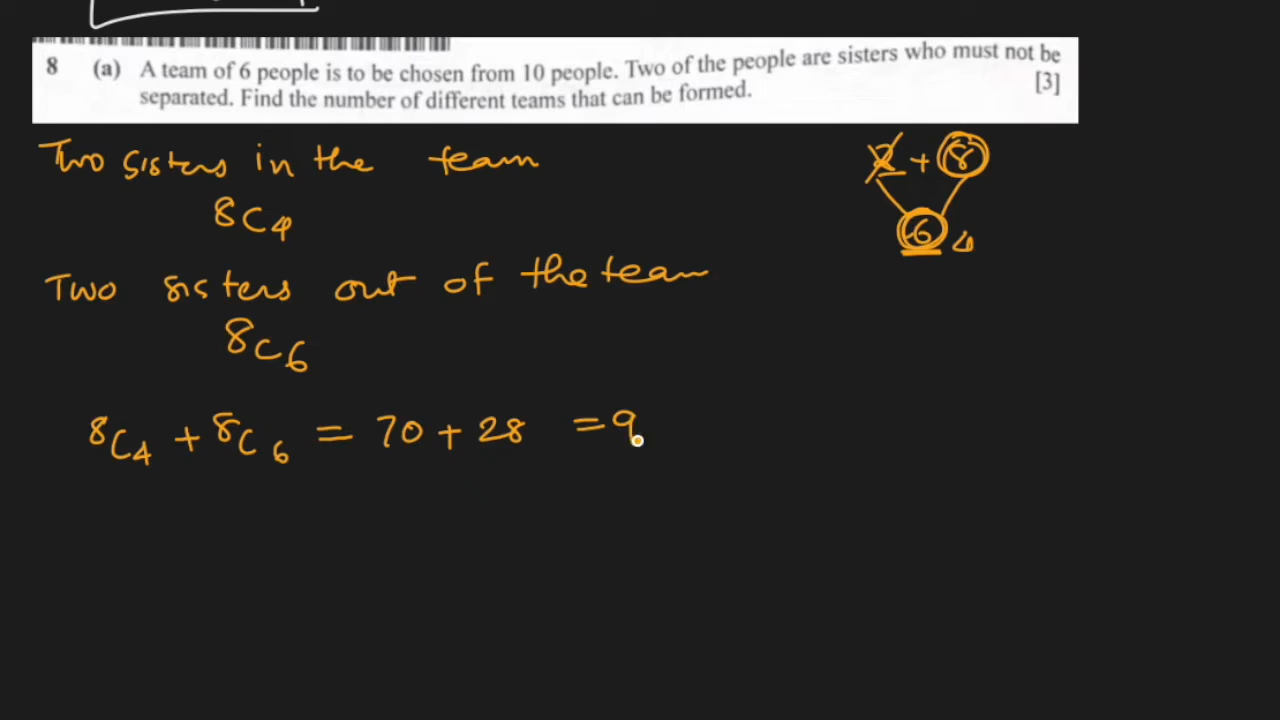 8 (a) A team of 6 people is to be chosen from 10 people. Two of the people are sisters who must not be
separated. Find the number of different teams that can be formed. [3]
Two sisters in the team
2 + 8
8C4
6 4
Two sisters out of the team
8C6
8C4 + 8C6 = 70 + 28 = 9